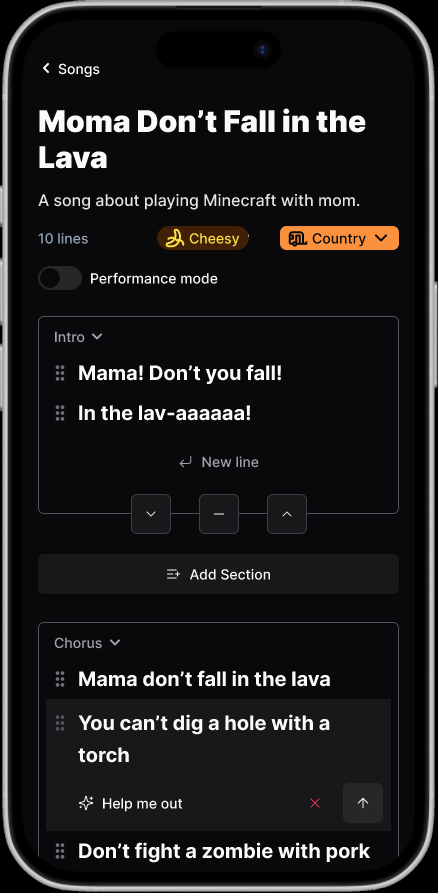 Songs
Moma Don’t Fall in the
Lava
A song about playing Minecraft with mom.
10 lines
Cheesy
Country
Performance mode
Intro
Mama! Don’t you fall!
In the lav-aaaaaa!
New line
Add Section
Chorus
Mama don’t fall in the lava
You can’t dig a hole with a
torch
Help me out
Don’t fight a zombie with pork